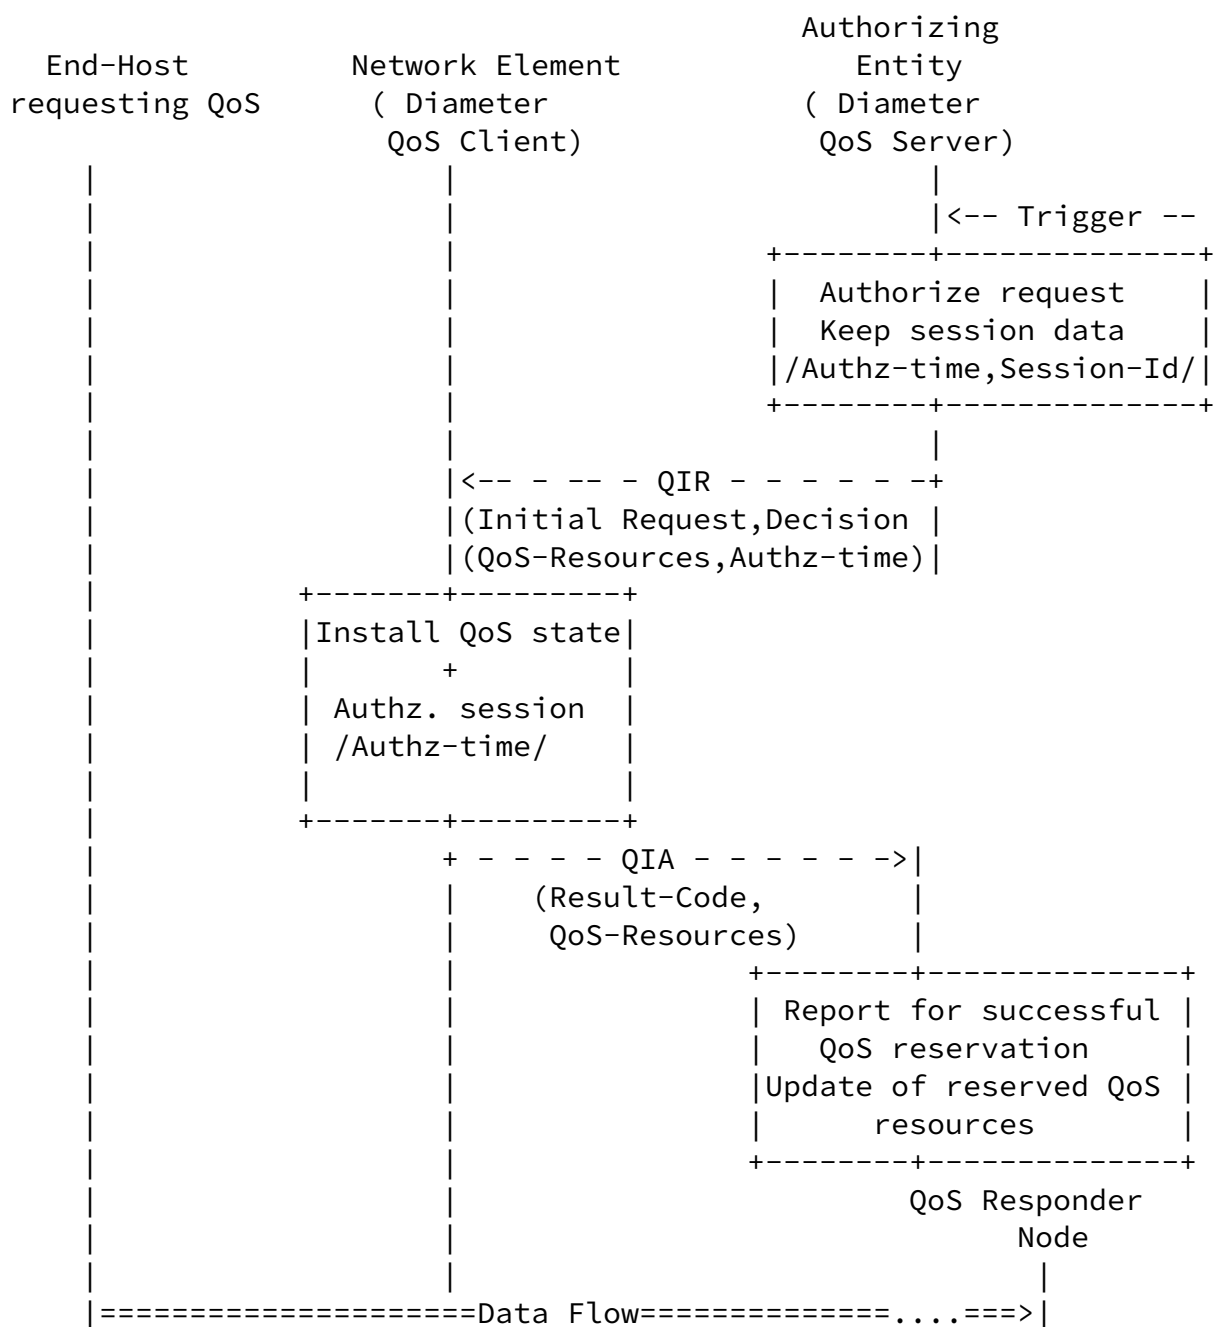 Authorizing
End-Host Network Element Entity
requesting QoS ( Diameter ( Diameter
QoS Client) QoS Server)
<-- Trigger --
Authorize request
Keep session data
/Authz-time,Session-Id/
<-- - -- - QIR - - - - - -+
(Initial Request,Decision
(QoS-Resources,Authz-time)
Install QoS state
+
Authz. session
/Authz-time/
+ - - - - QIA - - - - - ->
(Result-Code,
QoS-Resources)
Report for successful
QoS reservation
Update of reserved QoS
resources
QoS Responder
Node
=====================Data Flow==============....===>